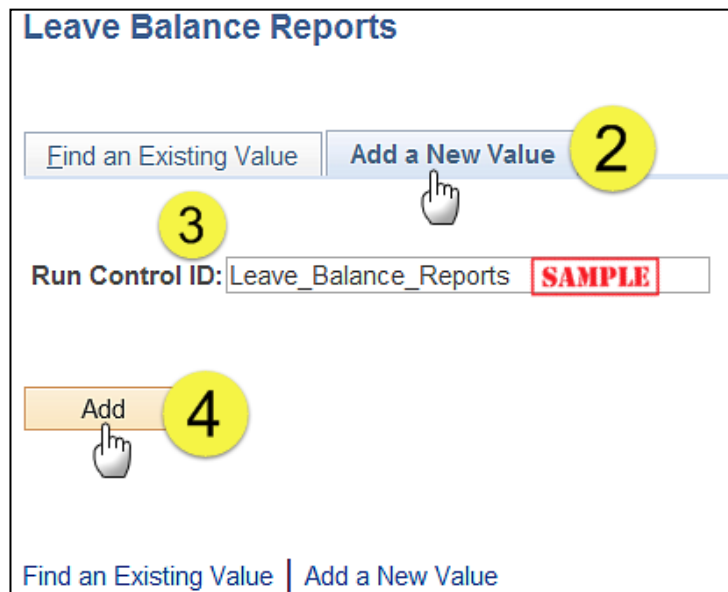 Leave Balance Reports
Find an Existing Value Add a New Value 2
3
Run Control ID: Leave_Balance_Reports SAMPLE
Add 4
Find an Existing Value | Add a New Value